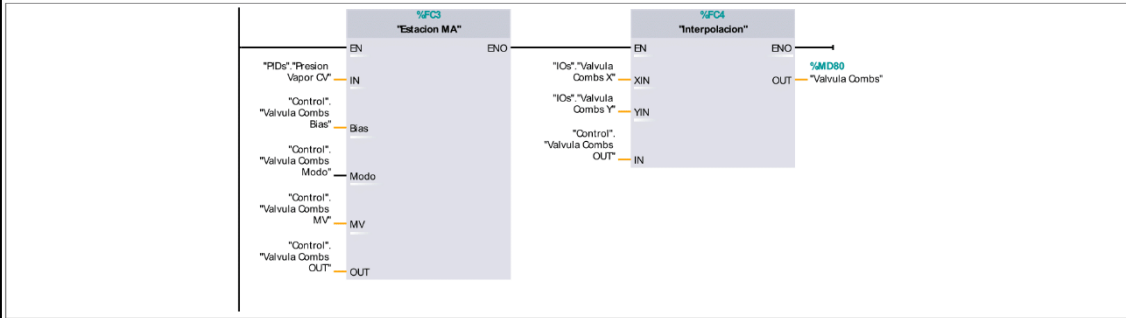 %FC3
"Estacion MA"
EN
ENO
"PIDs"."Presion
Vapor CV"
IN
"Control".
"Valvula Combs
Bias"
Bias
"Control".
"Valvula Combs
Modo"
Modo
"Control".
"Valvula Combs
MV"
MV
"Control".
"Valvula Combs
OUT"
OUT
%FC4
"Interpolacion"
EN
ENO
"IOs"."Valvula
Combs X"
XIN
"IOs"."Valvula
Combs Y"
YIN
"Control".
"Valvula Combs
OUT"
IN
%MD80
OUT
"Valvula Combs"